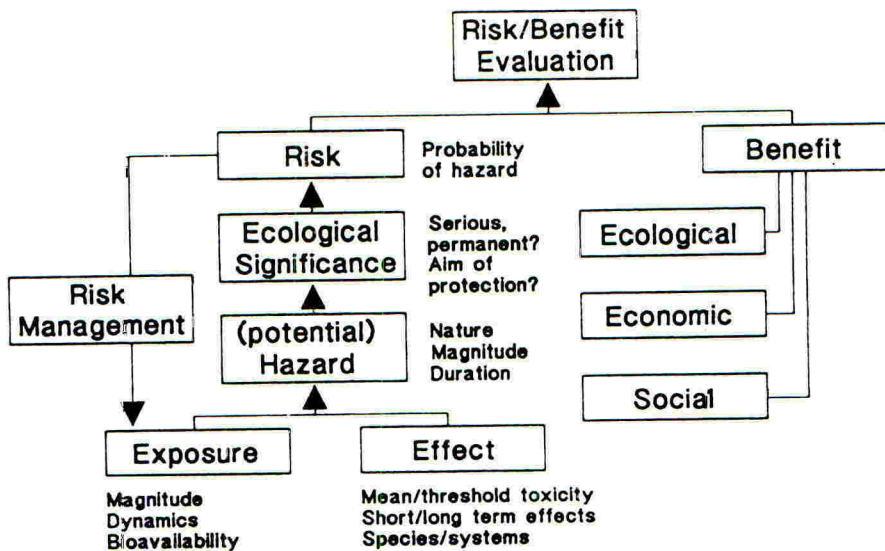 Risk/Benefit
Evaluation
Risk
Probability
of hazard
Benefit
Ecological
Significance
Serious,
permanent?
Aim of
protection?
Ecological
Risk
Management
(potential)
Hazard
Nature
Magnitude
Duration
Economic
Social
Exposure
Effect
Magnitude
Dynamics
Bioavailability
Mean/threshold toxicity
Short/long term effects
Species/systems